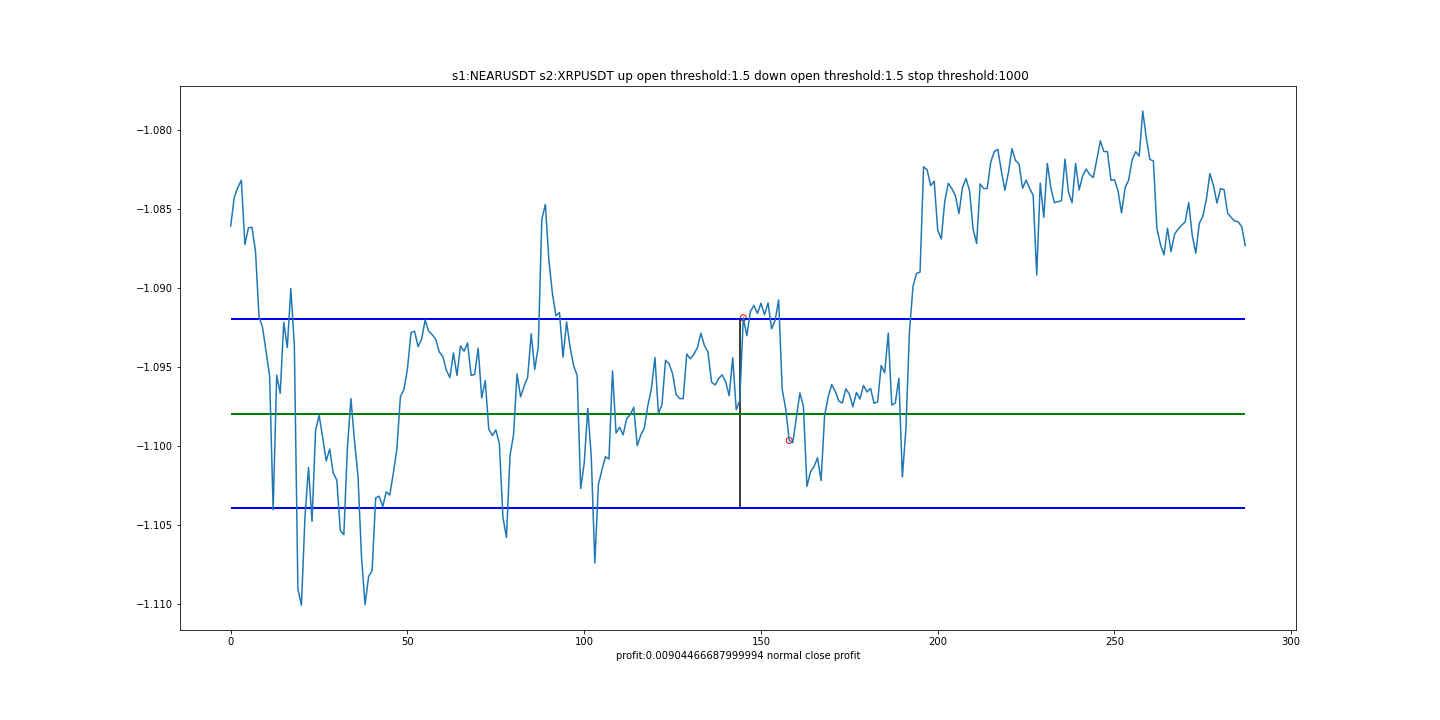 s1:NEARUSDT s2:XRPUSDT up open threshold:1.5 down open threshold:1.5 stop threshold:1000
−1.080
−1.085
−1.090
−1.095
−1.100
−1.105
−1.110
0 50 100 150 200 250 300
profit:0.00904466687999994 normal close profit